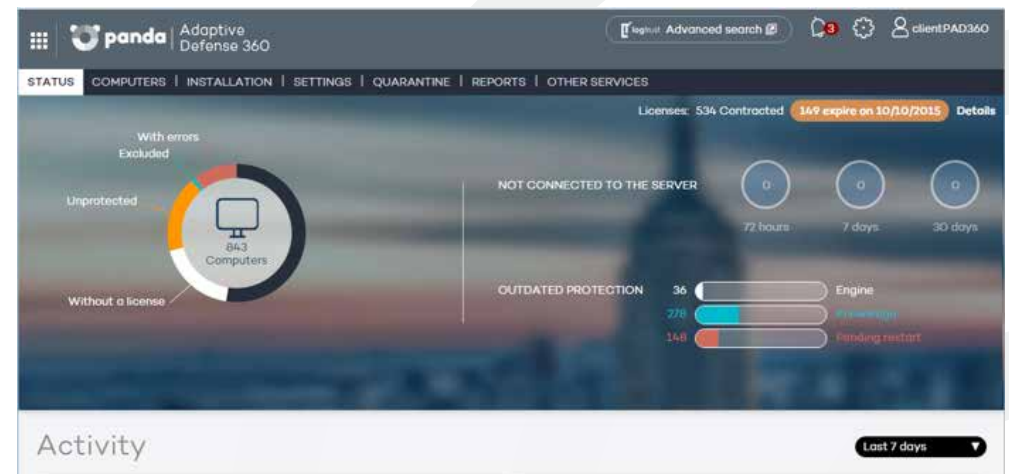 panda Adaptive
Defense 360
Advanced search
3
clientPAD360
STATUS COMPUTERS | INSTALLATION | SETTINGS | QUARANTINE | REPORTS | OTHER SERVICES
Licenses: 534 Contracted 149 expire on 10/10/2015 Details
With errors
Excluded
Unprotected
Without a license
843
Computers
NOT CONNECTED TO THE SERVER
0 0 0
72 hours 7 days 30 days
OUTDATED PROTECTION
36 Engine
278 Knowledge
148 Pending restart
Activity
Last 7 days